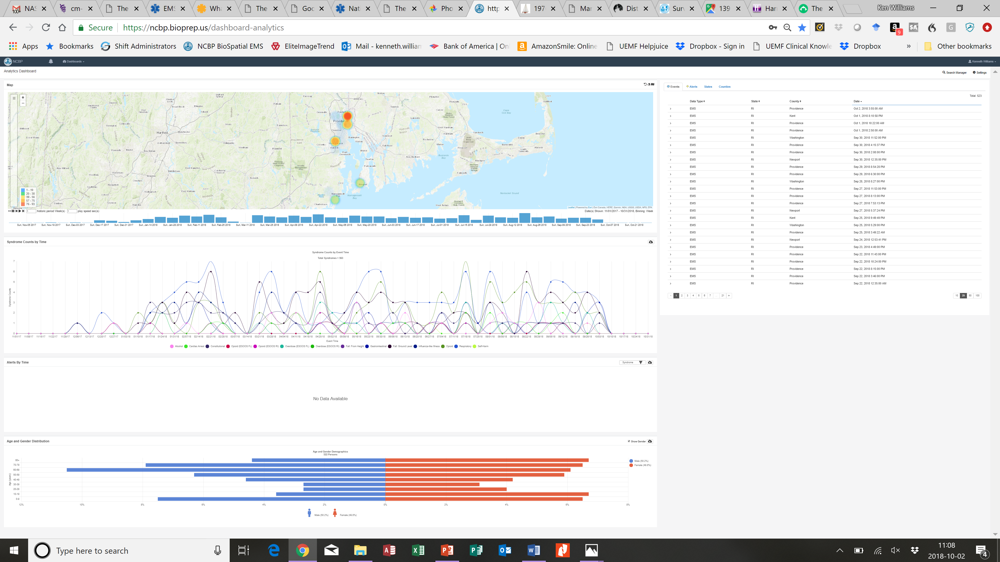 NAS cm- The EMS Wha The Goo Nati The Pho http 197 Mar Dist Surv 139 Harr The Ken Williams
Secure https://ncbp.bioprep.us/dashboard-analytics
Apps Bookmarks Shift Administrators NCBP BioSpatial EMS EliteImageTrend Mail - kenneth.william Bank of America | Onl AmazonSmile: Online UEMF Helpjuice Dropbox - Sign in UEMF Clinical Knowle Dropbox » Other bookmarks
NCBP Dashboards Kenneth Williams
Analytics Dashboard
Search Manager Settings
Map
+
−
Hartford
Manchester
Providence
Cranston
Warwick
Newport
New Bedford
Fall River
Norwich
Waterbury
New Britain
Cape Cod Bay
Buzzards Bay
Narragansett Bay
Nantucket Sound
Falmouth
Mashpee
Barnstable
Sandwich
Plymouth
Taunton
Attleboro
1 - 19
20 - 38
39 - 56
57 - 75
76 - 93
Leaflet | Powered by Esri | Esri Canada, HERE, Garmin, NGA, USGS, USDA, NPS, EPA
1 historic period Week(s) 1 play speed sec(s)
Date(s) Shown: 11/01/2017 - 10/31/2018, Binning: Week
Sun, Nov-05 2017 Sun, Nov-19 2017 Sun, Dec-03 2017 Sun, Dec-17 2017 Sun, Dec-31 2017 Sun, Jan-14 2018 Sun, Jan-28 2018 Sun, Feb-11 2018 Sun, Feb-25 2018 Sun, Mar-11 2018 Sun, Mar-25 2018 Sun, Apr-08 2018 Sun, Apr-22 2018 Sun, May-06 2018 Sun, May-20 2018 Sun, Jun-03 2018 Sun, Jun-17 2018 Sun, Jul-01 2018 Sun, Jul-15 2018 Sun, Jul-29 2018 Sun, Aug-12 2018 Sun, Aug-26 2018 Sun, Sep-09 2018 Sun, Sep-23 2018 Sun, Oct-07 2018 Sun, Oct-21 2018
Syndrome Counts by Time
Syndrome Counts by Event Time
Total Syndromes = 563
Syndrome Counts
7
6
5
4
3
2
1
0
11/01/17 11/08/17 11/15/17 11/22/17 11/29/17 12/06/17 12/13/17 12/20/17 12/27/17 01/03/18 01/10/18 01/17/18 01/24/18 01/31/18 02/07/18 02/14/18 02/21/18 02/28/18 03/07/18 03/14/18 03/21/18 03/28/18 04/04/18 04/11/18 04/18/18 04/25/18 05/02/18 05/09/18 05/16/18 05/23/18 05/30/18 06/06/18 06/13/18 06/20/18 06/27/18 07/04/18 07/11/18 07/18/18 07/25/18 08/01/18 08/08/18 08/15/18 08/22/18 08/29/18 09/05/18 09/12/18 09/19/18 09/26/18 10/03/18 10/10/18 10/17/18 10/24/18 10/31/18
Event Time
Alcohol Cardiac Arrest Constitutional Opioid (ESOOS FL) Opioid (ESOOS RI) Overdose (ESOOS FL) Overdose (ESOOS RI) Fall: From Height Gastrointestinal Fall: Ground Level Influenza-like Illness Opioid Respiratory Self-Harm
Alerts By Time
Syndrome
No Data Available
Age and Gender Distribution
Show Gender
Age and Gender Demographics
522 Persons
Age (years)
80+
70-79
60-69
50-59
40-49
30-39
20-29
10-19
0-9
12% 10% 8% 6% 4% 2% 0% 2% 4% 6% 8%
Male (50.2%)
Female (49.8%)
Male (50.2%) Female (49.8%)
Events Alerts States Counties
Total: 523
Data Type State County Date
EMS RI Providence Oct 2, 2018 3:55:00 AM
EMS RI Kent Oct 1, 2018 8:10:58 PM
EMS RI Providence Oct 1, 2018 10:22:00 AM
EMS RI Providence Oct 1, 2018 2:50:00 AM
EMS RI Washington Sep 30, 2018 11:52:00 PM
EMS RI Providence Sep 30, 2018 4:15:37 PM
EMS RI Providence Sep 30, 2018 2:08:00 PM
EMS RI Newport Sep 30, 2018 12:35:00 PM
EMS RI Providence Sep 29, 2018 8:54:28 PM
EMS RI Providence Sep 29, 2018 6:30:00 PM
EMS RI Washington Sep 28, 2018 8:27:00 PM
EMS RI Providence Sep 27, 2018 11:53:00 PM
EMS RI Providence Sep 27, 2018 8:13:00 PM
EMS RI Providence Sep 27, 2018 7:53:13 PM
EMS RI Newport Sep 27, 2018 5:37:24 PM
EMS RI Kent Sep 25, 2018 9:49:49 PM
EMS RI Washington Sep 25, 2018 5:29:00 PM
EMS RI Providence Sep 25, 2018 3:49:22 AM
EMS RI Newport Sep 24, 2018 12:53:41 PM
EMS RI Providence Sep 23, 2018 4:49:00 PM
EMS RI Providence Sep 22, 2018 11:43:00 PM
EMS RI Providence Sep 22, 2018 10:24:00 PM
EMS RI Providence Sep 22, 2018 8:15:00 PM
EMS RI Providence Sep 22, 2018 3:46:00 PM
EMS RI Providence Sep 22, 2018 12:35:00 AM
1 2 3 4 5 6 7 ... 21
10 25 50 100
Type here to search
11:08
2018-10-02
4